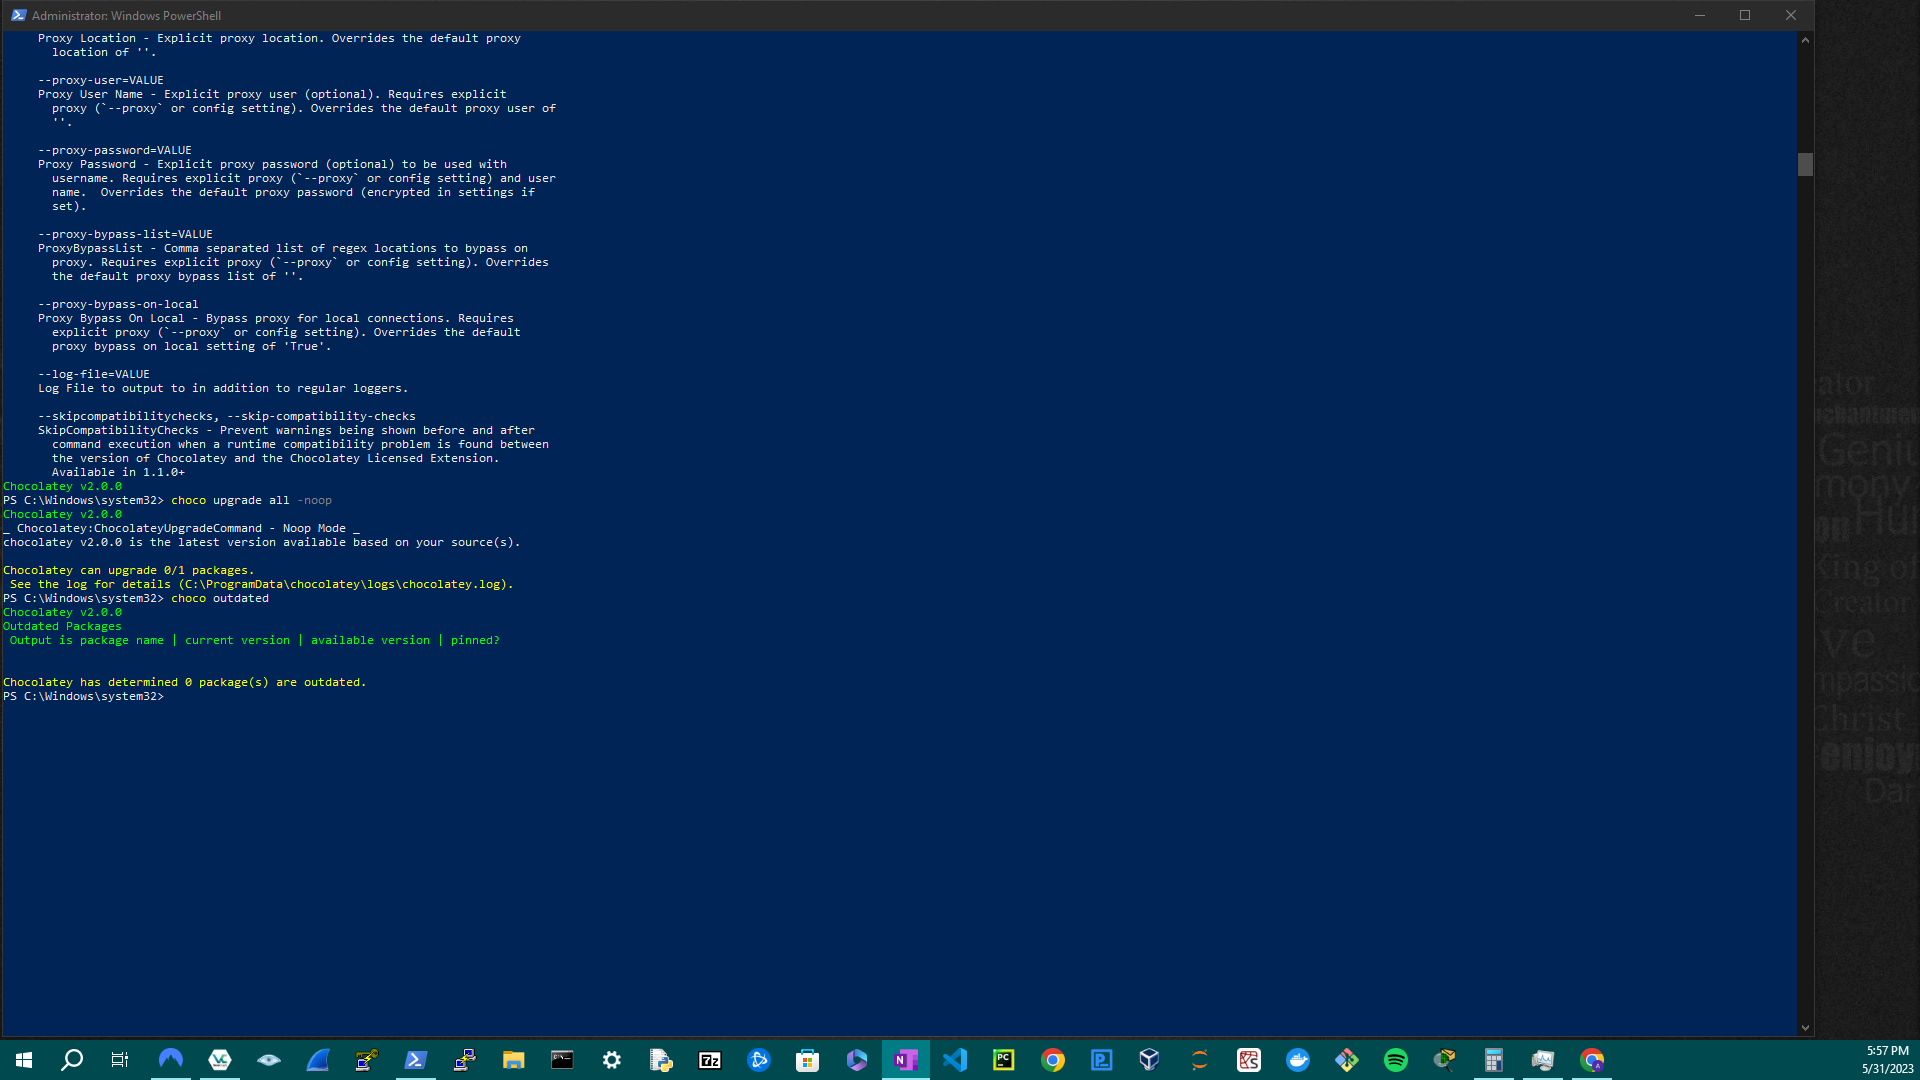 Administrator: Windows PowerShell
Proxy Location - Explicit proxy location. Overrides the default proxy
location of ''.
--proxy-user=VALUE
Proxy User Name - Explicit proxy user (optional). Requires explicit
proxy (`--proxy` or config setting). Overrides the default proxy user of
''.
--proxy-password=VALUE
Proxy Password - Explicit proxy password (optional) to be used with
username. Requires explicit proxy (`--proxy` or config setting) and user
name.  Overrides the default proxy password (encrypted in settings if
set).
--proxy-bypass-list=VALUE
ProxyBypassList - Comma separated list of regex locations to bypass on
proxy. Requires explicit proxy (`--proxy` or config setting). Overrides
the default proxy bypass list of ''.
--proxy-bypass-on-local
Proxy Bypass On Local - Bypass proxy for local connections. Requires
explicit proxy (`--proxy` or config setting). Overrides the default
proxy bypass on local setting of 'True'.
--log-file=VALUE
Log File to output to in addition to regular loggers.
--skipcompatibilitychecks, --skip-compatibility-checks
SkipCompatibilityChecks - Prevent warnings being shown before and after
command execution when a runtime compatibility problem is found between
the version of Chocolatey and the Chocolatey Licensed Extension.
Available in 1.1.0+
Chocolatey v2.0.0
PS C:\Windows\system32> choco upgrade all -noop
Chocolatey v2.0.0
_ Chocolatey:ChocolateyUpgradeCommand - Noop Mode _
chocolatey v2.0.0 is the latest version available based on your source(s).
Chocolatey can upgrade 0/1 packages.
See the log for details (C:\ProgramData\chocolatey\logs\chocolatey.log).
PS C:\Windows\system32> choco outdated
Chocolatey v2.0.0
Outdated Packages
Output is package name | current version | available version | pinned?
Chocolatey has determined 0 package(s) are outdated.
PS C:\Windows\system32>
King of
Creator
Christ
enjoy
5:57 PM
5/31/2023